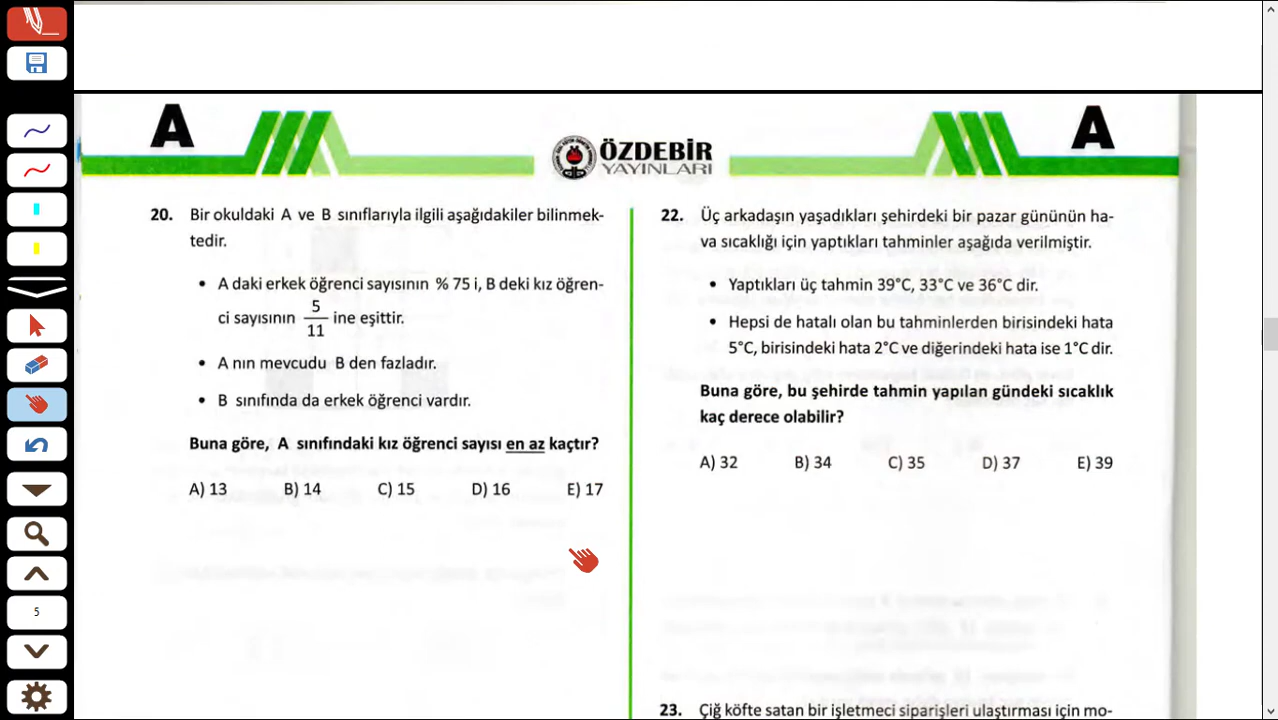 A
ÖZDEBİR
YAYINLARI
A
20. Bir okuldaki A ve B sınıflarıyla ilgili aşağıdakiler bilinmek-
tedir.
• A daki erkek öğrenci sayısının % 75 i, B deki kız öğren-
ci sayısının 5/11 ine eşittir.
• A nın mevcudu B den fazladır.
• B sınıfında da erkek öğrenci vardır.
Buna göre, A sınıfındaki kız öğrenci sayısı en az kaçtır?
A) 13 B) 14 C) 15 D) 16 E) 17
22. Üç arkadaşın yaşadıkları şehirdeki bir pazar gününün ha-
va sıcaklığı için yaptıkları tahminler aşağıda verilmiştir.
• Yaptıkları üç tahmin 39°C, 33°C ve 36°C dir.
• Hepsi de hatalı olan bu tahminlerden birisindeki hata
5°C, birisindeki hata 2°C ve diğerindeki hata ise 1°C dir.
Buna göre, bu şehirde tahmin yapılan gündeki sıcaklık
kaç derece olabilir?
A) 32 B) 34 C) 35 D) 37 E) 39
23. Çiğ köfte satan bir işletmeci siparişleri ulaştırması için mo-
5